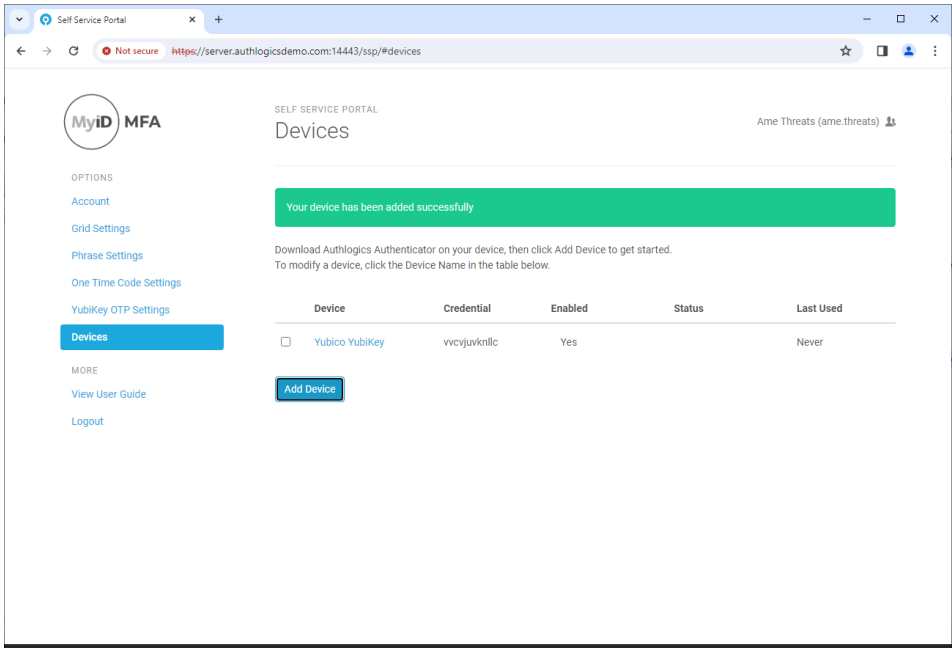 Self Service Portal
Not secure https://server.authlogicsdemo.com:14443/ssp/#devices
MyiD MFA
SELF SERVICE PORTAL
Devices
Ame Threats (ame.threats)
OPTIONS
Account
Grid Settings
Phrase Settings
One Time Code Settings
YubiKey OTP Settings
Devices
MORE
View User Guide
Logout
Your device has been added successfully
Download Authlogics Authenticator on your device, then click Add Device to get started.
To modify a device, click the Device Name in the table below.
Device Credential Enabled Status Last Used
Yubico YubiKey vvcvjuvknllc Yes Never
Add Device